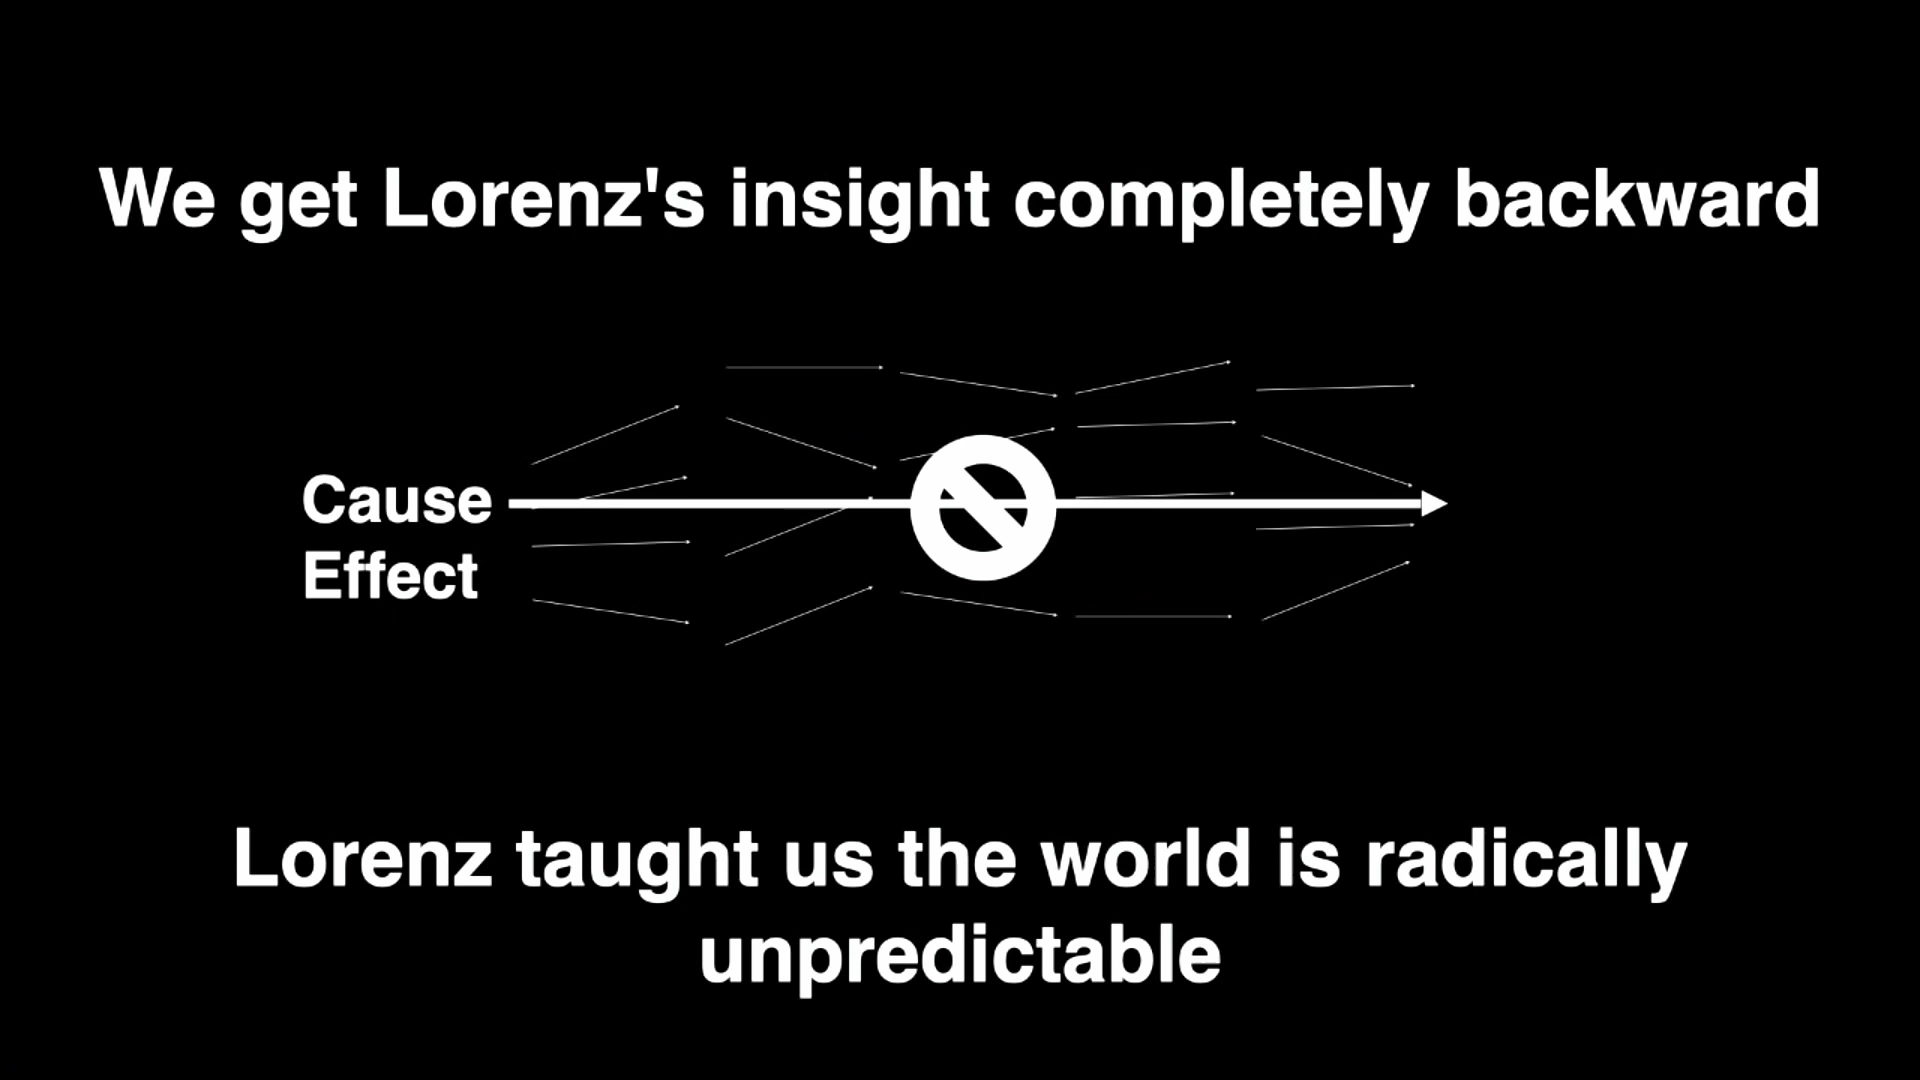 We get Lorenz's insight completely backward
Cause
Effect
Lorenz taught us the world is radically
unpredictable